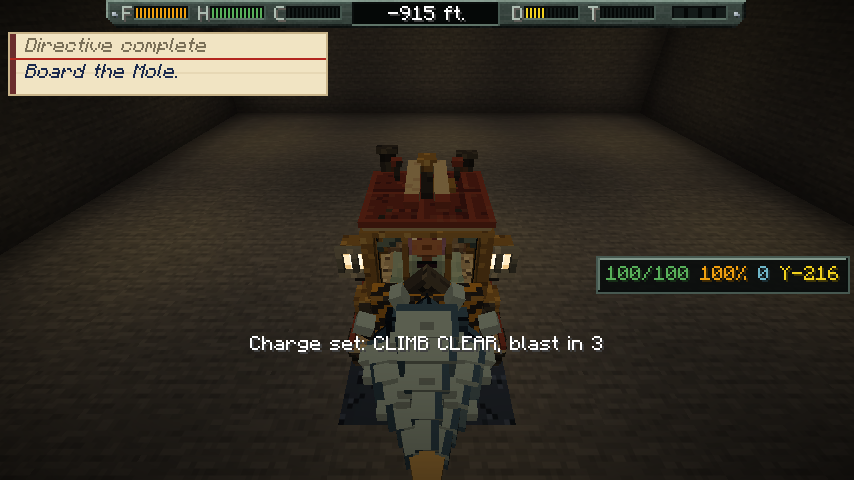 F H C -915 ft. D T
Directive complete
Board the Mole.
100/100 100% 0 Y-216
Charge set: CLIMB CLEAR, blast in 3